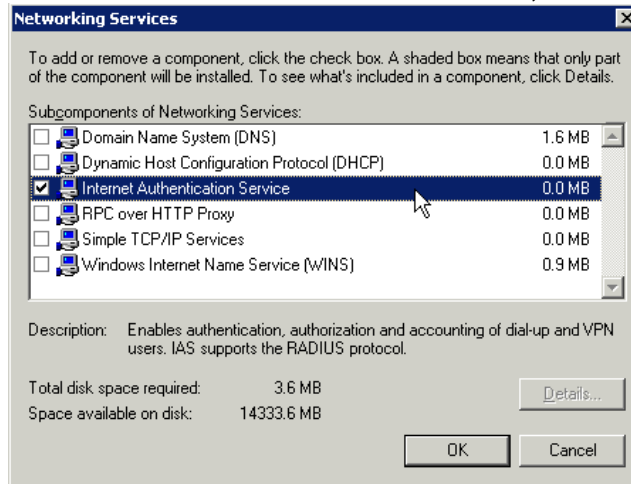 Networking Services
To add or remove a component, click the check box. A shaded box means that only part
of the component will be installed. To see what's included in a component, click Details.
Subcomponents of Networking Services:
Domain Name System (DNS) 1.6 MB
Dynamic Host Configuration Protocol (DHCP) 0.0 MB
Internet Authentication Service 0.0 MB
RPC over HTTP Proxy 0.0 MB
Simple TCP/IP Services 0.0 MB
Windows Internet Name Service (WINS) 0.9 MB
Description: Enables authentication, authorization and accounting of dial-up and VPN
users. IAS supports the RADIUS protocol.
Total disk space required: 3.6 MB
Details...
Space available on disk: 14333.6 MB
OK Cancel